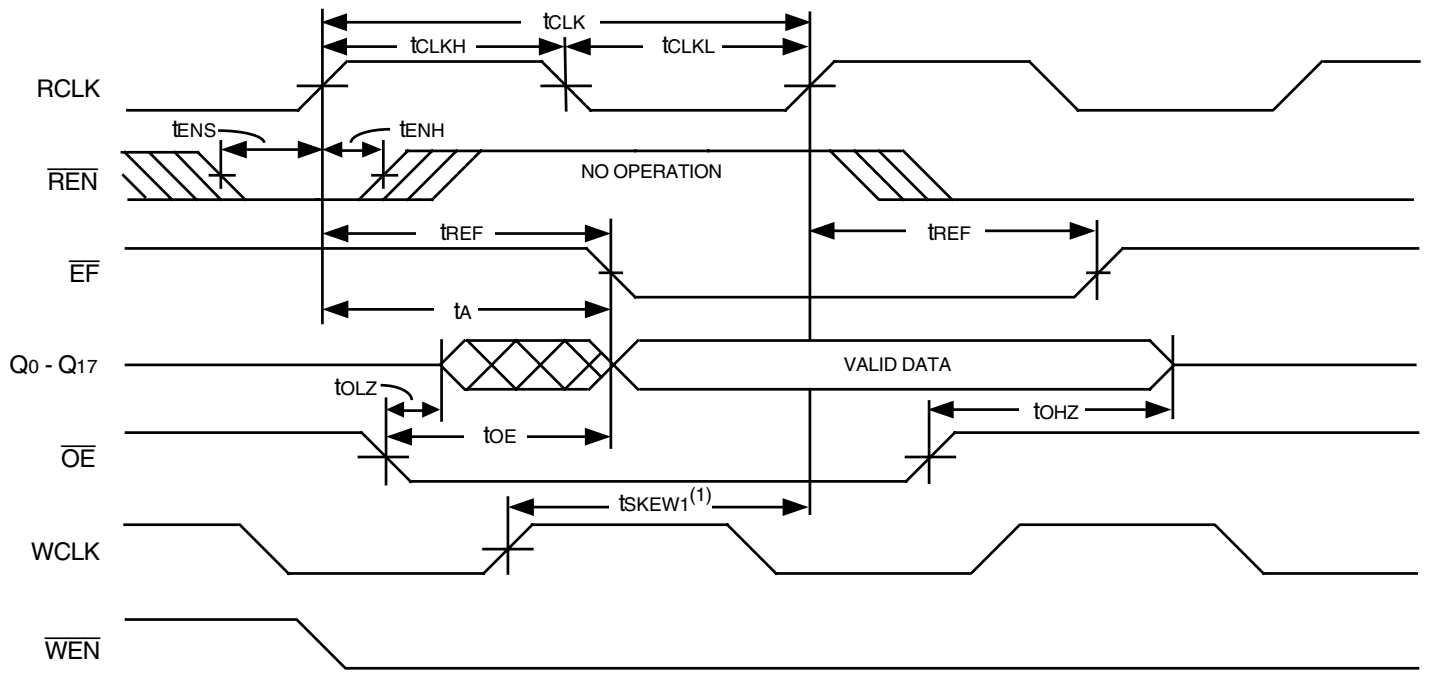 tCLK
tCLKH tCLKL
RCLK
tENS tENH
REN NO OPERATION
tREF tREF
EF
tA
Q0 - Q17 VALID DATA
tOLZ tOHZ
tOE
OE
tSKEW1(1)
WCLK
WEN